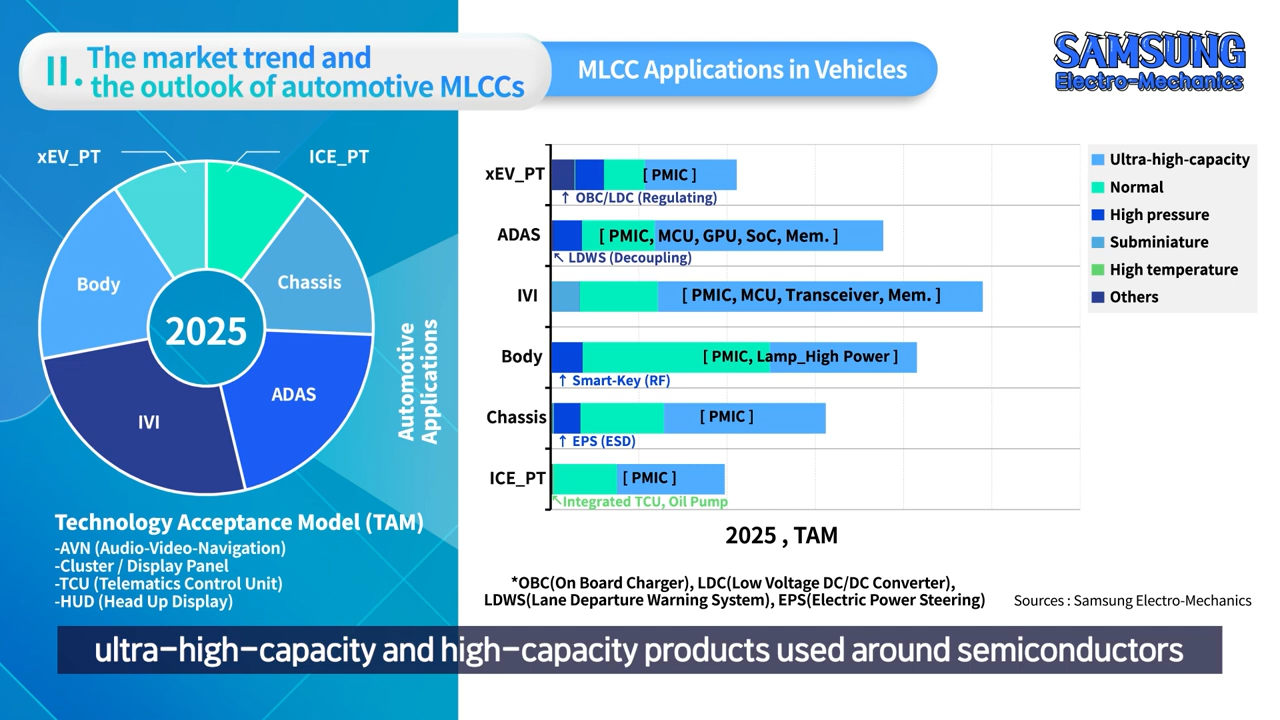 II. The market trend and
the outlook of automotive MLCCs
MLCC Applications in Vehicles
SAMSUNG
Electro-Mechanics
xEV_PT
ICE_PT
Body
Chassis
2025
IVI
ADAS
Automotive
Applications
Technology Acceptance Model (TAM)
-AVN (Audio-Video-Navigation)
-Cluster / Display Panel
-TCU (Telematics Control Unit)
-HUD (Head Up Display)
xEV_PT
[ PMIC ]
↑ OBC/LDC (Regulating)
ADAS
[ PMIC, MCU, GPU, SoC, Mem. ]
↖ LDWS (Decoupling)
IVI
[ PMIC, MCU, Transceiver, Mem. ]
Body
[ PMIC, Lamp_High Power ]
↑ Smart-Key (RF)
Chassis
[ PMIC ]
↑ EPS (ESD)
ICE_PT
[ PMIC ]
↖Integrated TCU, Oil Pump
2025 , TAM
Ultra-high-capacity
Normal
High pressure
Subminiature
High temperature
Others
*OBC(On Board Charger), LDC(Low Voltage DC/DC Converter),
LDWS(Lane Departure Warning System), EPS(Electric Power Steering)
Sources : Samsung Electro-Mechanics
ultra-high-capacity and high-capacity products used around semiconductors